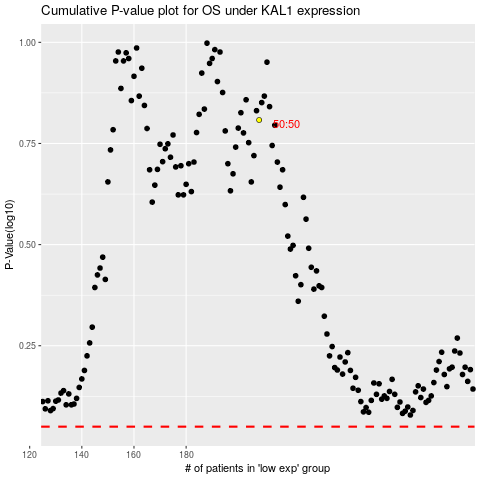 Cumulative P-value plot for OS under KAL1 expression
P-Value(log10)
1.00
0.75
0.50
0.25
50:50
120 140 160 180
# of patients in 'low exp' group